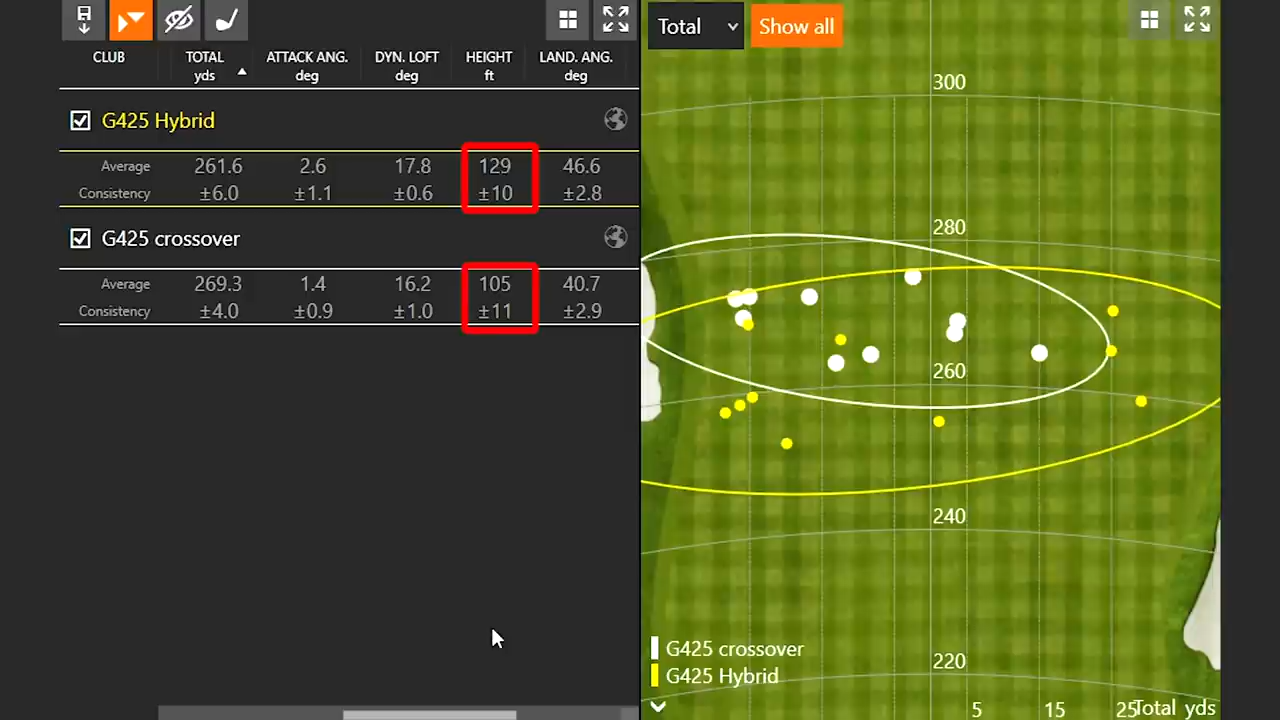 CLUB TOTAL yds ATTACK ANG. deg DYN. LOFT deg HEIGHT ft LAND. ANG. deg
G425 Hybrid
Average 261.6 2.6 17.8 129 46.6
Consistency ±6.0 ±1.1 ±0.6 ±10 ±2.8
G425 crossover
Average 269.3 1.4 16.2 105 40.7
Consistency ±4.0 ±0.9 ±1.0 ±11 ±2.9
Total Show all
300
280
260
240
220
G425 crossover
G425 Hybrid
5 15 25 Total yds